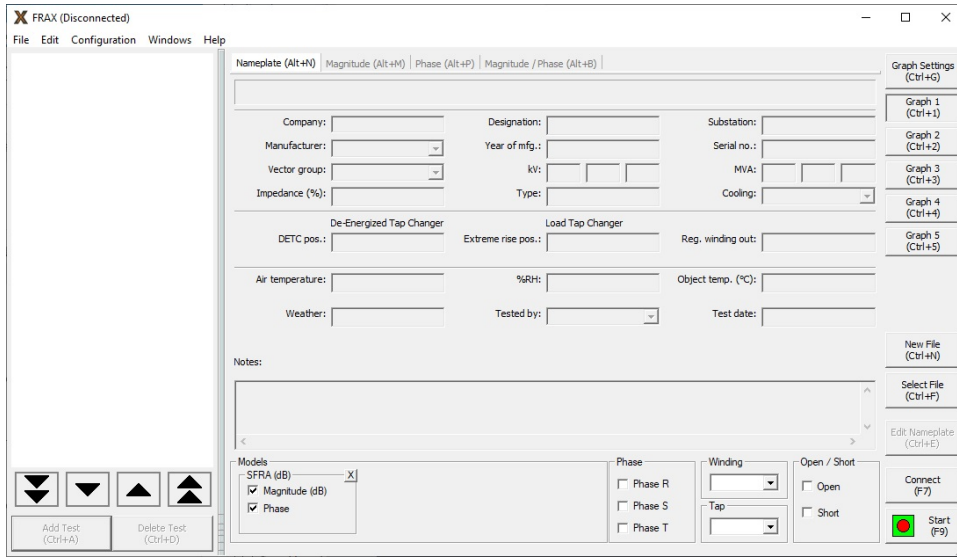 FRAX (Disconnected)
File Edit Configuration Windows Help
Nameplate (Alt+N) Magnitude (Alt+M) Phase (Alt+P) Magnitude / Phase (Alt+B)
Company: Designation: Substation:
Manufacturer: Year of mfg.: Serial no.:
Vector group: kV: MVA:
Impedance (%): Type: Cooling:
De-Energized Tap Changer Load Tap Changer
DETC pos.: Extreme rise pos.: Reg. winding out:
Air temperature: %RH: Object temp. (°C):
Weather: Tested by: Test date:
Notes:
Models
SFRA (dB) X
Magnitude (dB)
Phase
Phase
Phase R
Phase S
Phase T
Winding
Tap
Open / Short
Open
Short
Add Test
(Ctrl+A)
Delete Test
(Ctrl+D)
Graph Settings
(Ctrl+G)
Graph 1
(Ctrl+1)
Graph 2
(Ctrl+2)
Graph 3
(Ctrl+3)
Graph 4
(Ctrl+4)
Graph 5
(Ctrl+5)
New File
(Ctrl+N)
Select File
(Ctrl+F)
Edit Nameplate
(Ctrl+E)
Connect
(F7)
Start
(F9)